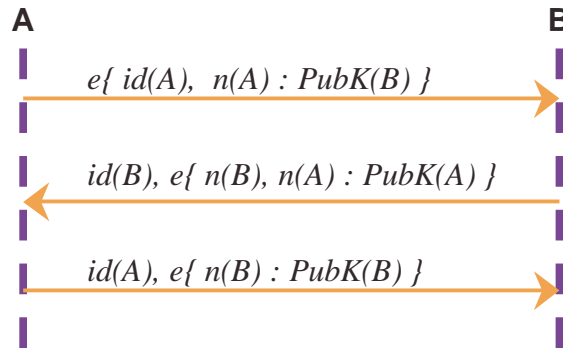 A B
e{ id(A), n(A) : PubK(B) }
id(B), e{ n(B), n(A) : PubK(A) }
id(A), e{ n(B) : PubK(B) }